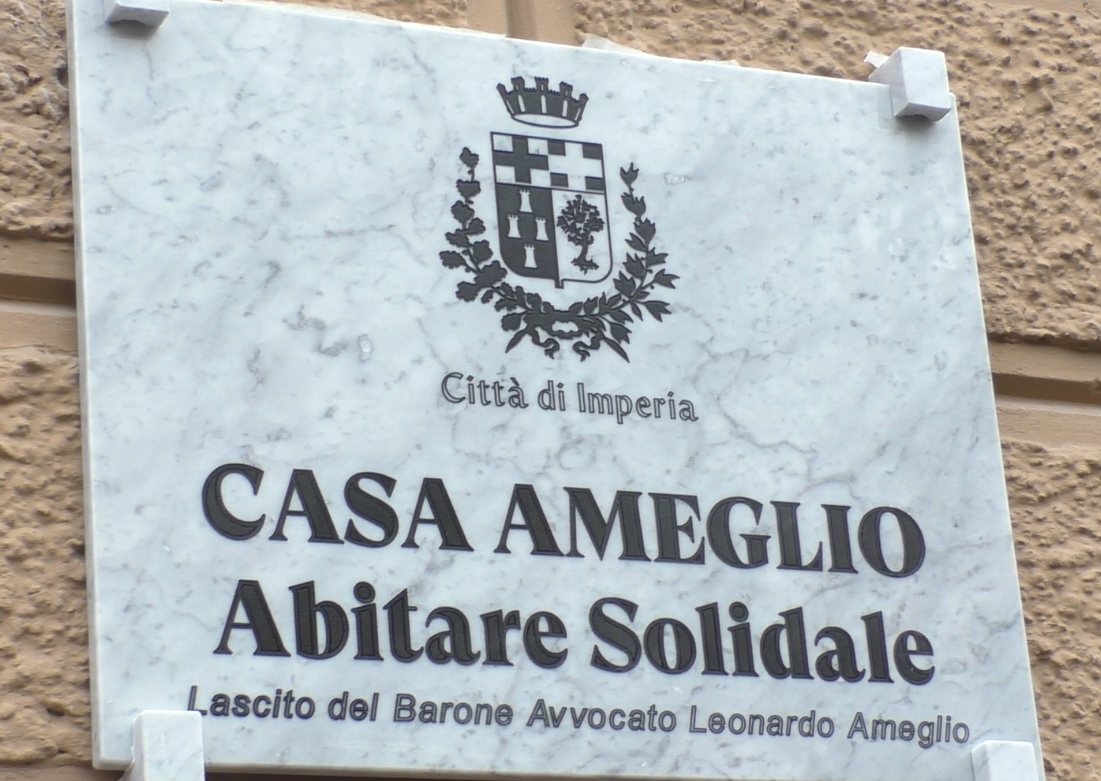 Città di Imperia
CASA AMEGLIO
Abitare Solidale
Lascito del Barone Avvocato Leonardo Ameglio